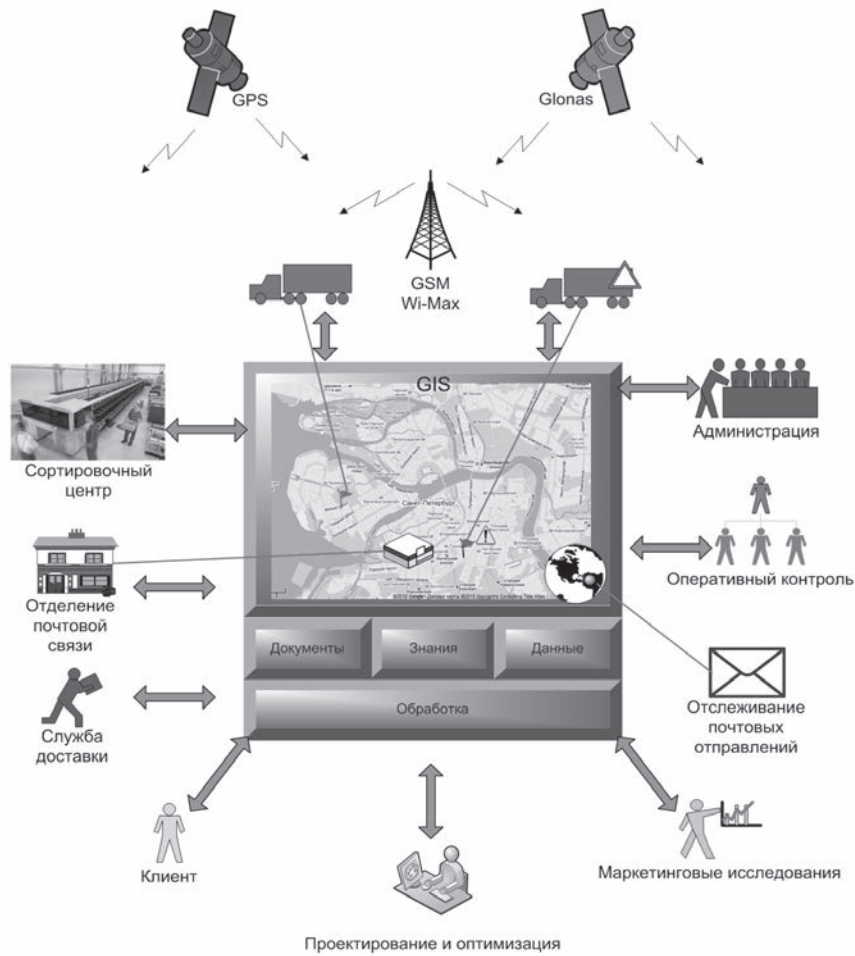 GPS
Glonas
GSM
Wi-Max
GIS
Санкт-Петербург
Сортировочный
центр
Администрация
Оперативный контроль
Отделение
почтовой
связи
Документы
Знания
Данные
Обработка
Служба
доставки
Отслеживание
почтовых
отправлений
Клиент
Маркетинговые исследования
Проектирование и оптимизация